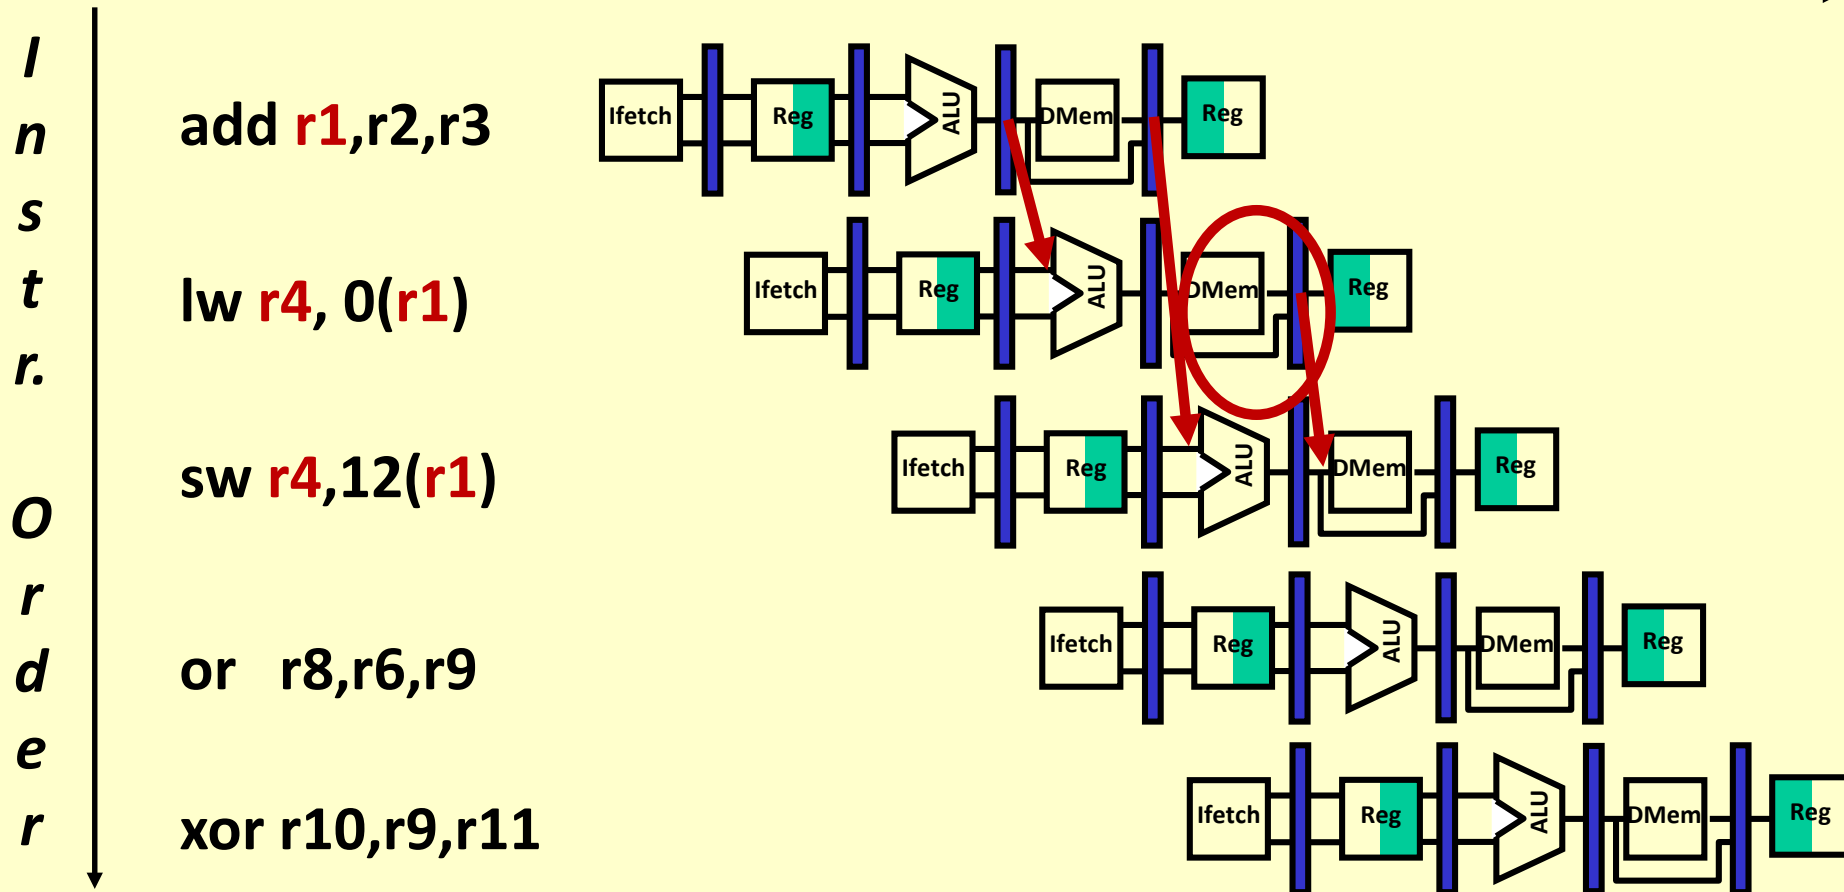 Instr. Order
add r1,r2,r3
Ifetch Reg ALU DMem Reg
lw r4, 0(r1)
Ifetch Reg ALU DMem Reg
sw r4,12(r1)
Ifetch Reg ALU DMem Reg
or r8,r6,r9
Ifetch Reg ALU DMem Reg
xor r10,r9,r11
Ifetch Reg ALU DMem Reg